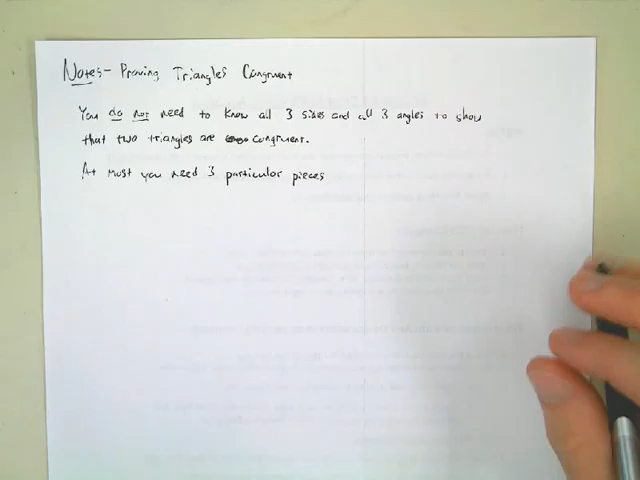 Notes - Proving Triangles Congruent
You do not need to know all 3 sides and all 3 angles to show
that two triangles are congruent.
At most you need 3 particular pieces